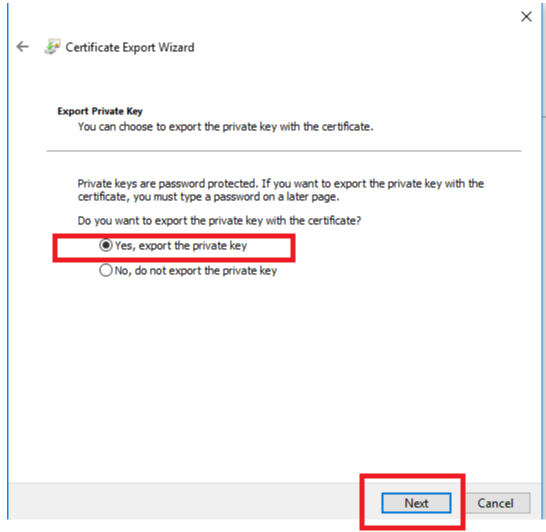 Certificate Export Wizard
Export Private Key
You can choose to export the private key with the certificate.
Private keys are password protected. If you want to export the private key with the
certificate, you must type a password on a later page.
Do you want to export the private key with the certificate?
Yes, export the private key
No, do not export the private key
Next
Cancel